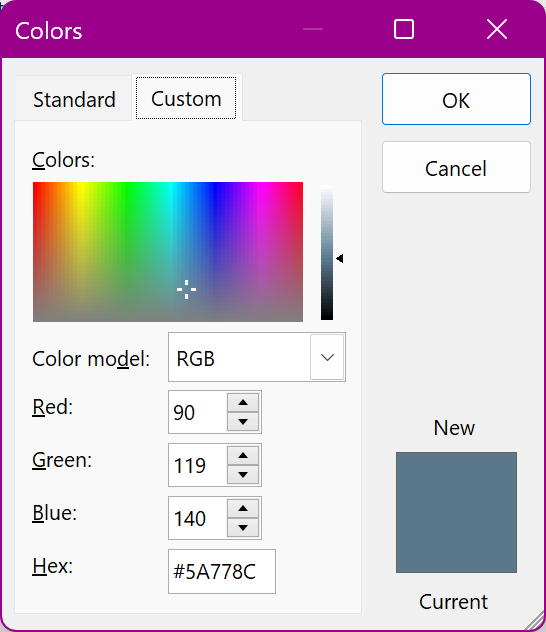 Colors
Standard
Custom
OK
Cancel
Colors:
Color model:
RGB
Red:
90
Green:
119
Blue:
140
Hex:
#5A778C
New
Current